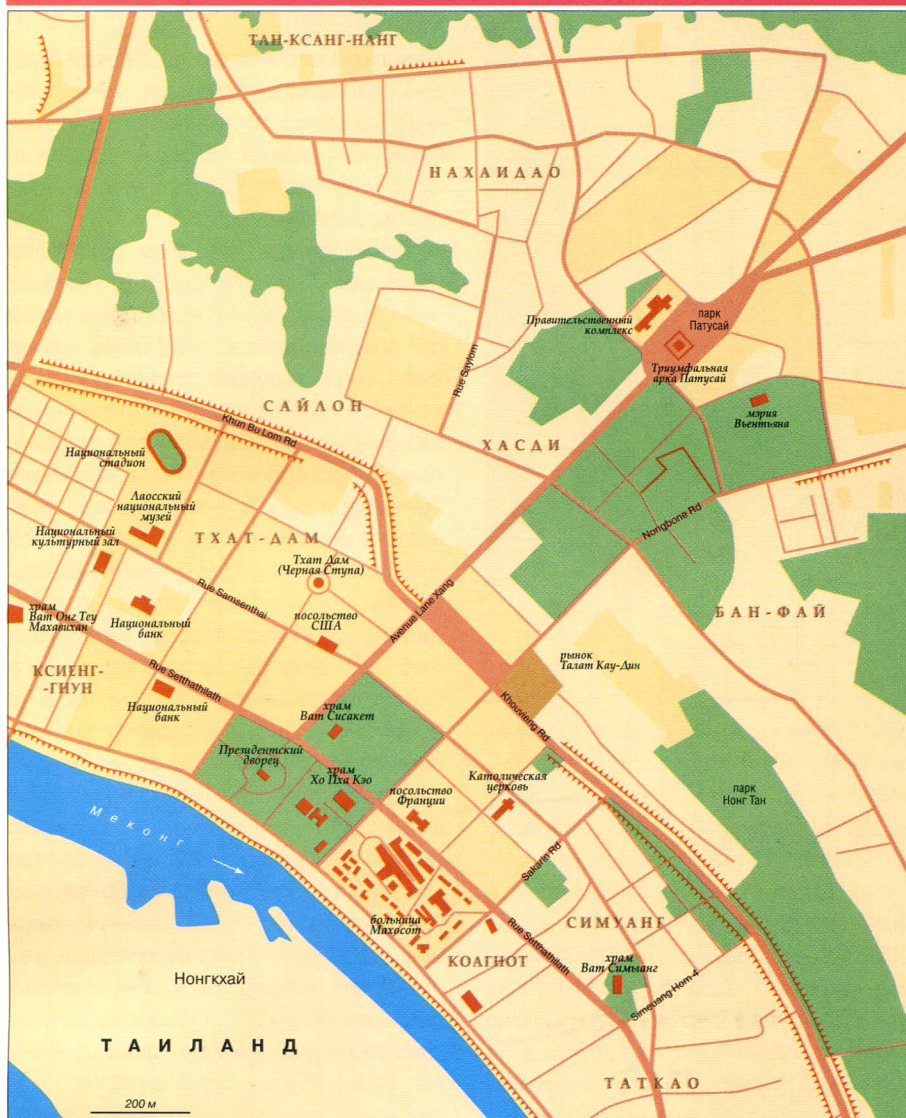 ТАН-КСАНГ-НАНГ
НАХАИДАО
Правительственный
комплекс
парк
Патусай
Триумфальная
арка Патусай
Rue Saylom
мэрия
Вьентьяна
САЙЛОН
Khun Bu Lom Rd
ХАСДИ
Национальный
стадион
Лаосский
национальный
музей
Nongbone Rd
Национальный
культурный зал
ТХАТ-ДАМ
Тхат Дам
(Черная Ступа)
Rue Samsenthai
Avenue Lane Xang
храм
Ват Онг Теу
Махавихан
Национальный
банк
посольство
США
БАН-ФАЙ
рынок
Талат Кау-Дин
КСИЕНГ-
-ГНУН
Rue Setthathilath
Khouvieng Rd
Национальный
банк
храм
Ват Сисакет
Президентский
дворец
храм
Хо Пха Кэо
посольство
Франции
Католическая
церковь
парк
Нонг Тан
Меконг
Sakarin Rd
больница
Махосот
Rue Setthathilath
СИМУАНГ
КОАГНОТ
храм
Ват Симыанг
Simeuang Hom 4
Нонгкхай
ТАИЛАНД
ТАТКАО
200 м